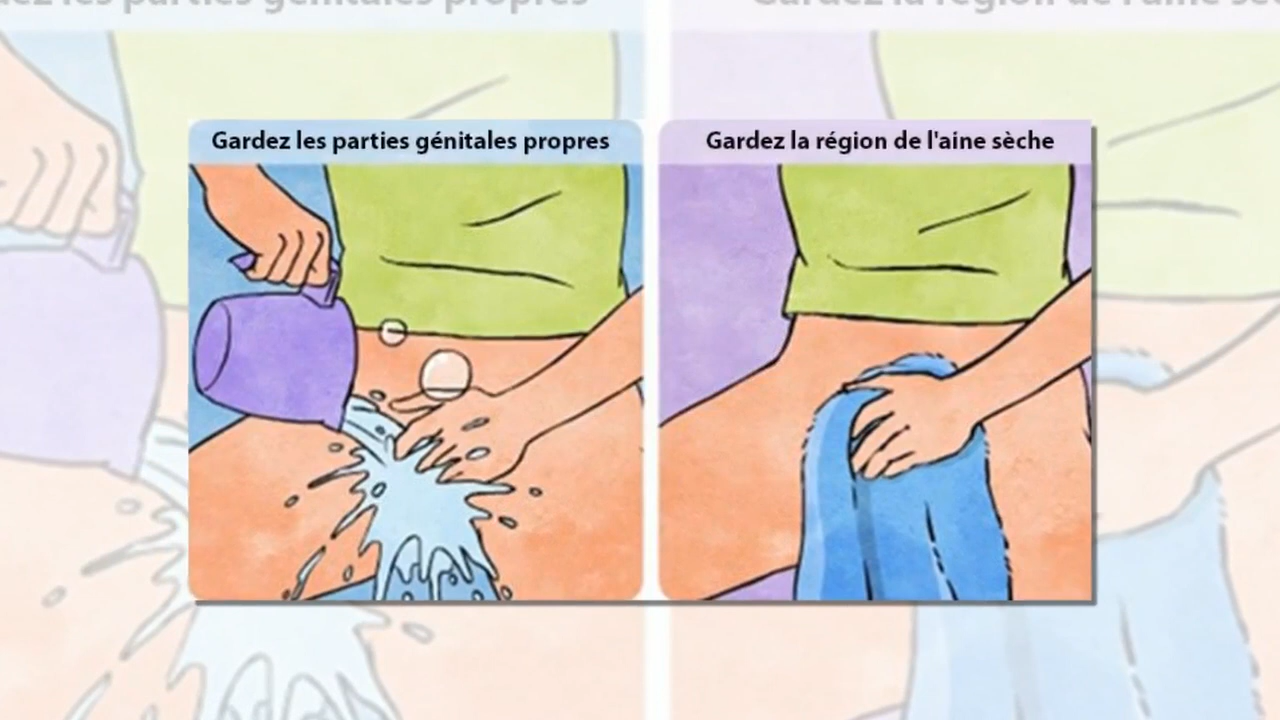 Gardez les parties génitales propres
Gardez la région de l'aine sèche